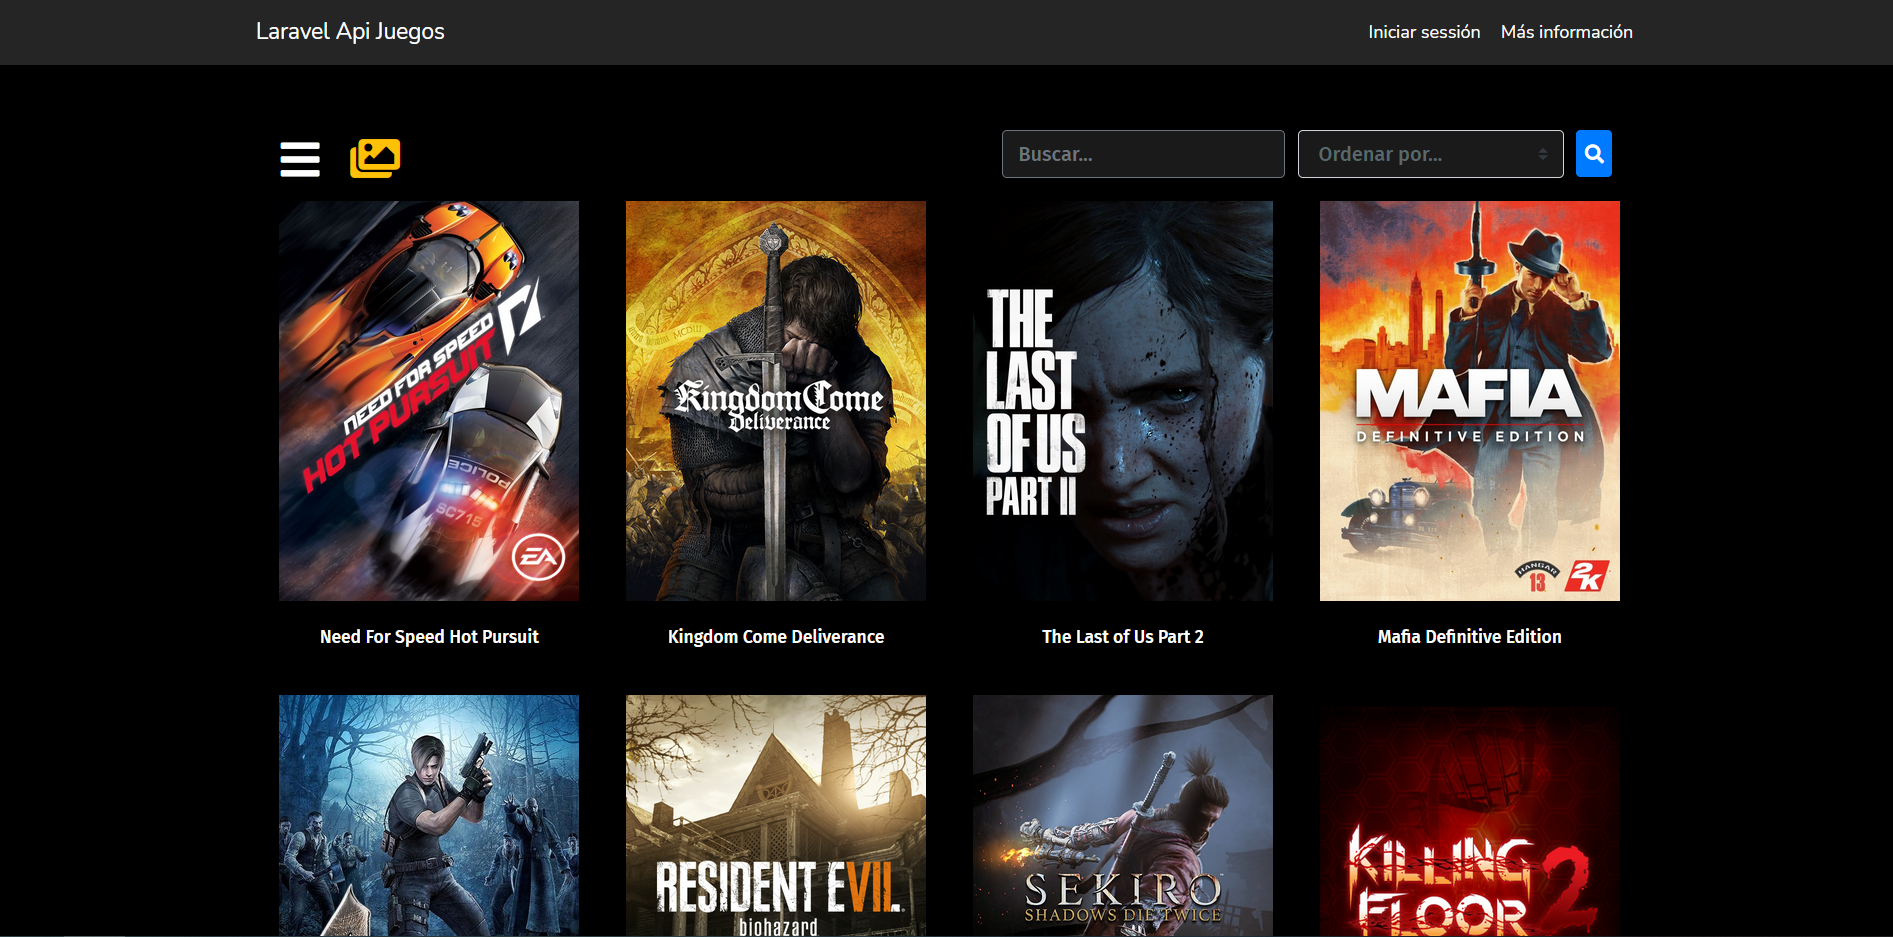 Laravel Api Juegos
Iniciar sessión
Más información
Buscar...
Ordenar por...
NEED FOR SPEED
HOT PURSUIT
POLICE
SC715
EA
Kingdom Come
Deliverance
THE
LAST
OF US
PART II
MAFIA
DEFINITIVE EDITION
HANGAR
13
2K
Need For Speed Hot Pursuit
Kingdom Come Deliverance
The Last of Us Part 2
Mafia Definitive Edition
RESIDENT EVII.
biohazard
SEKIRO
SHADOWS DIE TWICE
KILLING
FLOOR 2